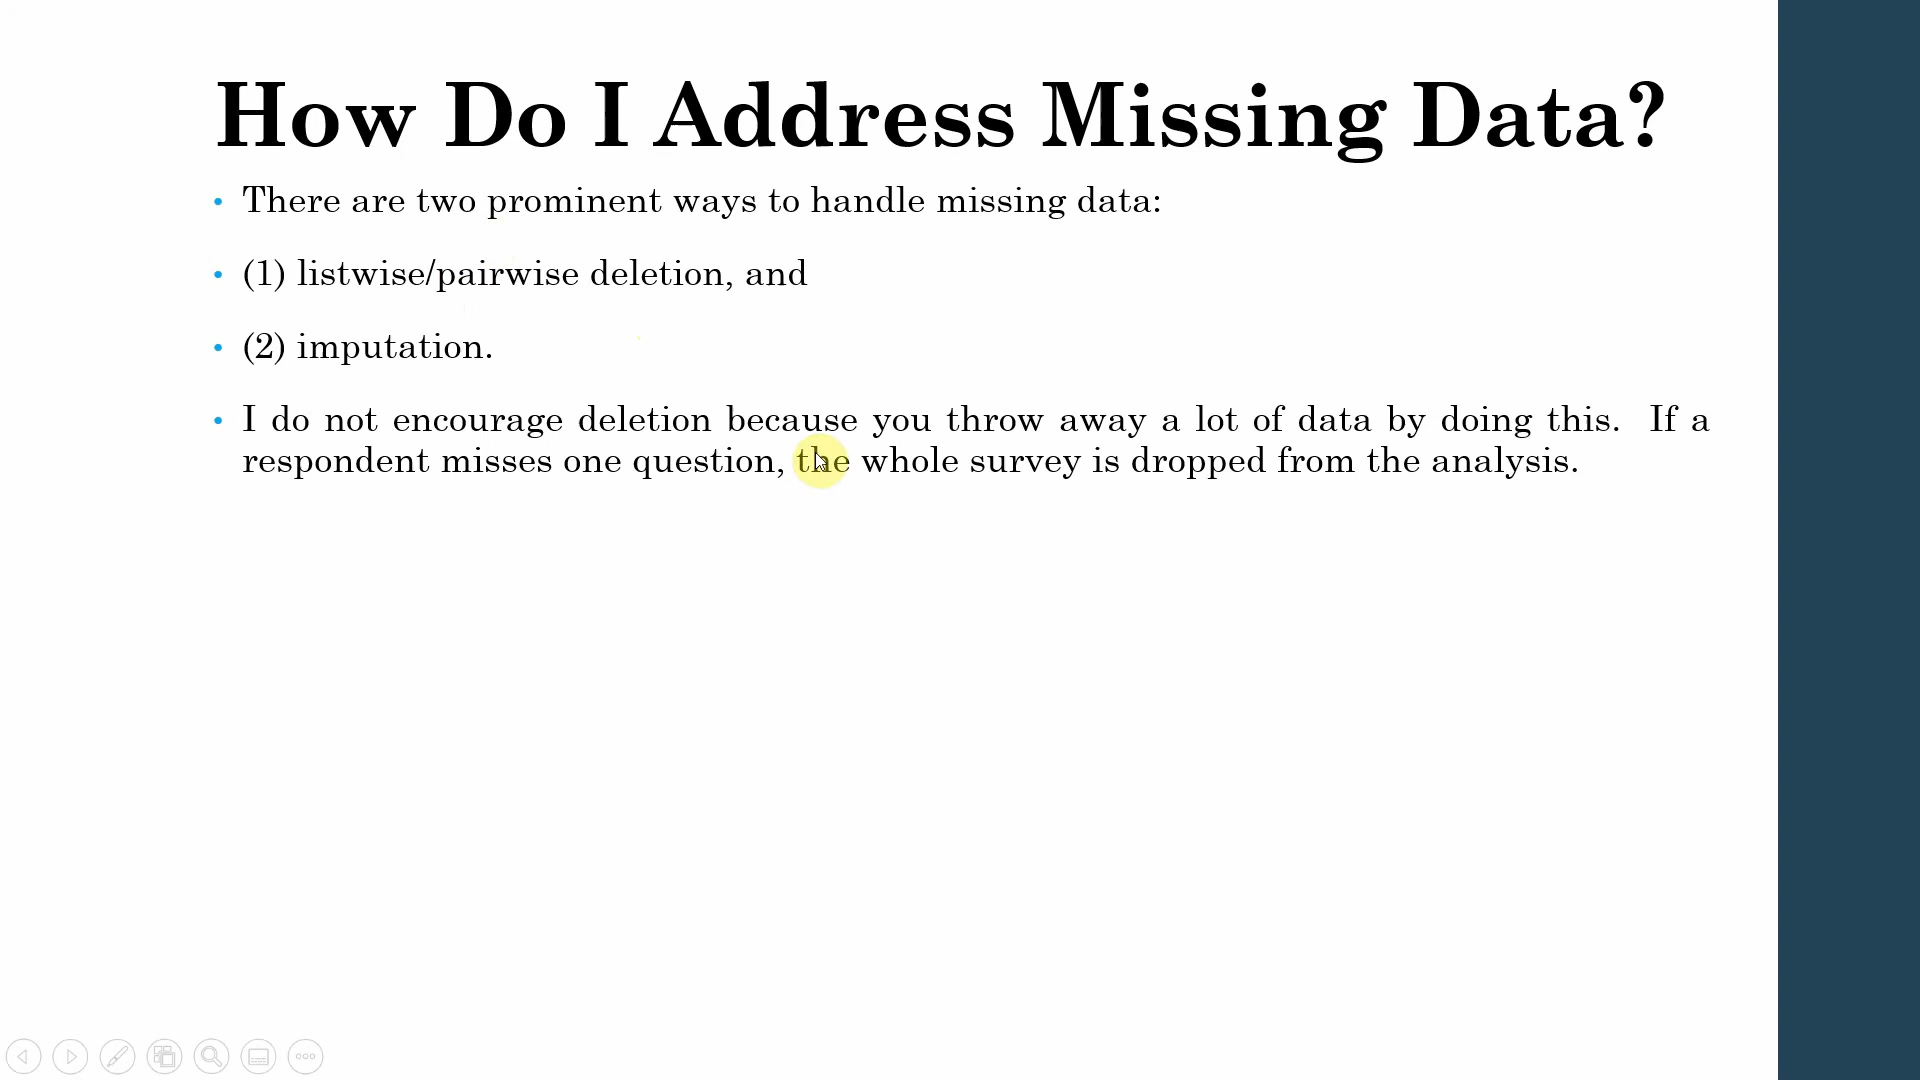 How Do I Address Missing Data?
• There are two prominent ways to handle missing data:
• (1) listwise/pairwise deletion, and
• (2) imputation.
• I do not encourage deletion because you throw away a lot of data by doing this.  If a
respondent misses one question, the whole survey is dropped from the analysis.